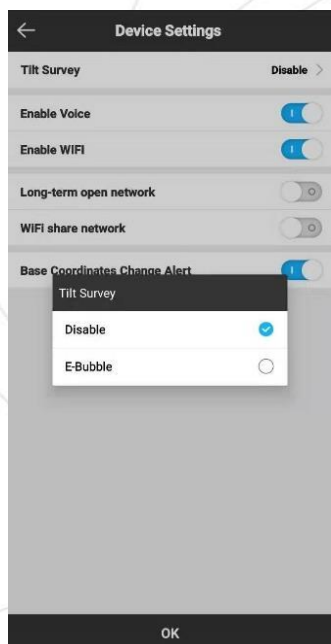 Device Settings
Tilt Survey Disable
Enable Voice
Enable WIFI
Long-term open network
WiFi share network
Base Coordinates Change Alert
Tilt Survey
Disable
E-Bubble
OK